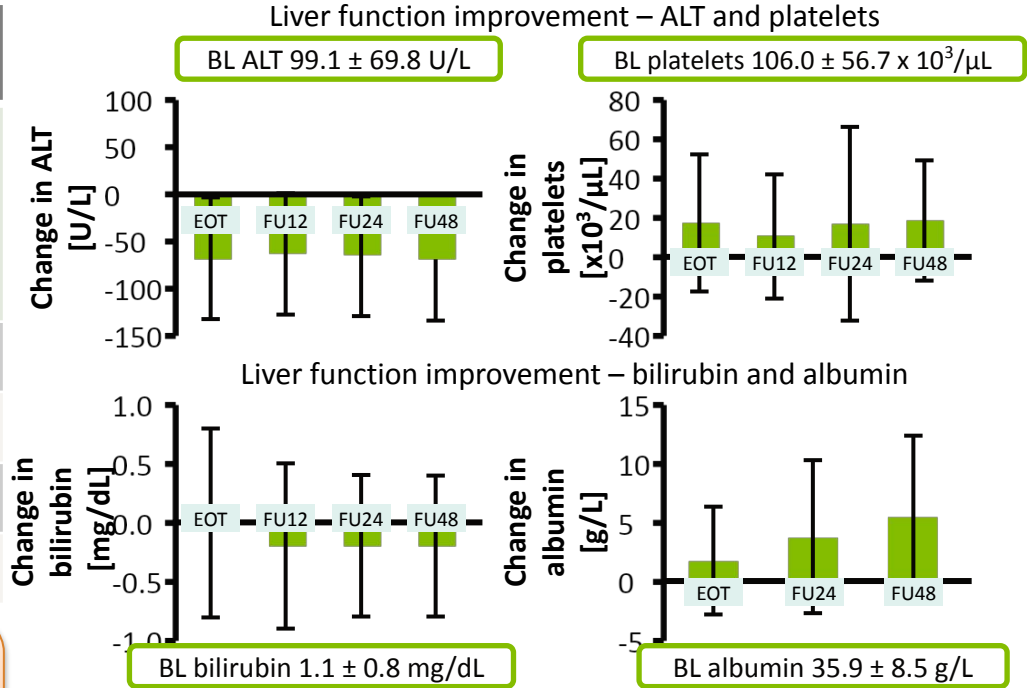 Liver function improvement – ALT and platelets
BL ALT 99.1 ± 69.8 U/L
BL platelets 106.0 ± 56.7 x 10³/µL
Change in ALT
[U/L]
100
50
0
-50
-100
-150
EOT FU12 FU24 FU48
Change in
platelets
[x10³/µL]
80
60
40
20
0
-20
-40
EOT FU12 FU24 FU48
Liver function improvement – bilirubin and albumin
Change in
bilirubin
[mg/dL]
1.0
0.5
0.0
-0.5
-1.0
EOT FU12 FU24 FU48
BL bilirubin 1.1 ± 0.8 mg/dL
Change in
albumin
[g/L]
15
10
5
0
-5
EOT FU24 FU48
BL albumin 35.9 ± 8.5 g/L